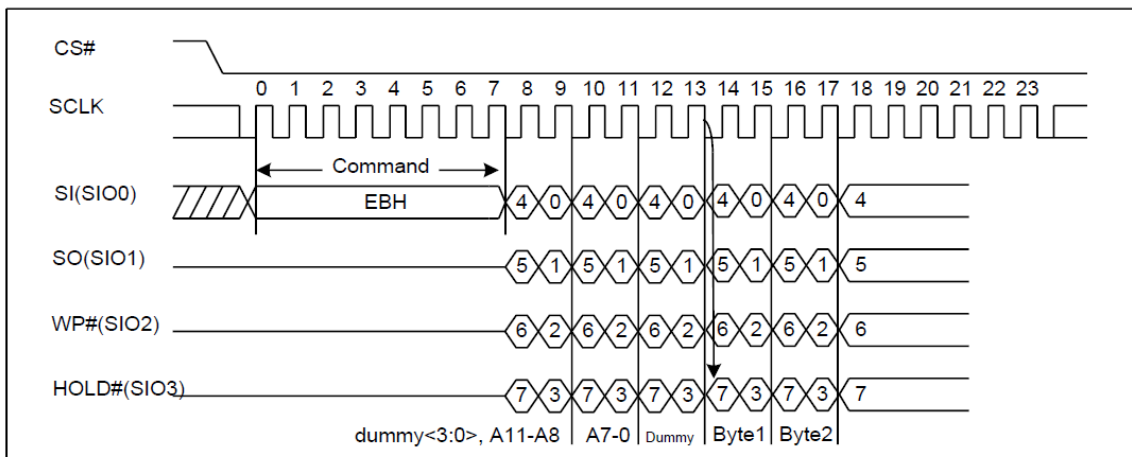 CS#
0 1 2 3 4 5 6 7 8 9 10 11 12 13 14 15 16 17 18 19 20 21 22 23
SCLK
Command
SI(SIO0) EBH 4 0 4 0 4 0 4 0 4 0 4
SO(SIO1) 5 1 5 1 5 1 5 1 5 1 5
WP#(SIO2) 6 2 6 2 6 2 6 2 6 2 6
HOLD#(SIO3) 7 3 7 3 7 3 7 3 7 3 7
dummy<3:0>, A11-A8 A7-0 Dummy Byte1 Byte2